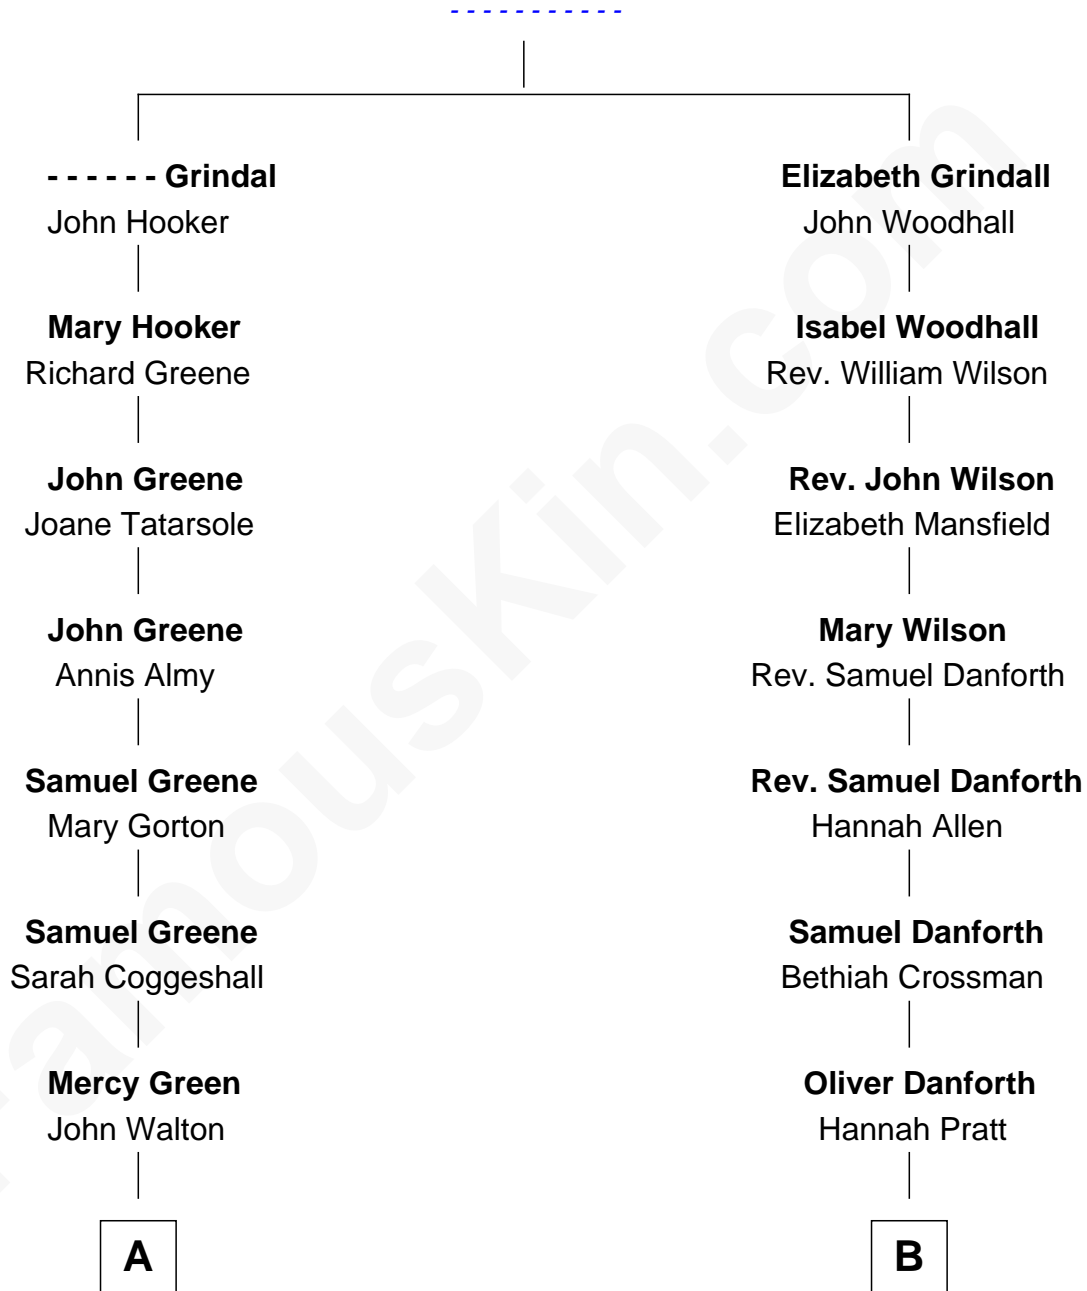 - - - - - - - - - - -
- - - - - - Grindal
John Hooker
Mary Hooker
Richard Greene
John Greene
Joane Tatarsole
John Greene
Annis Almy
Samuel Greene
Mary Gorton
Samuel Greene
Sarah Coggeshall
Mercy Green
John Walton
A
Elizabeth Grindall
John Woodhall
Isabel Woodhall
Rev. William Wilson
Rev. John Wilson
Elizabeth Mansfield
Mary Wilson
Rev. Samuel Danforth
Rev. Samuel Danforth
Hannah Allen
Samuel Danforth
Bethiah Crossman
Oliver Danforth
Hannah Pratt
B
FamousKin.com